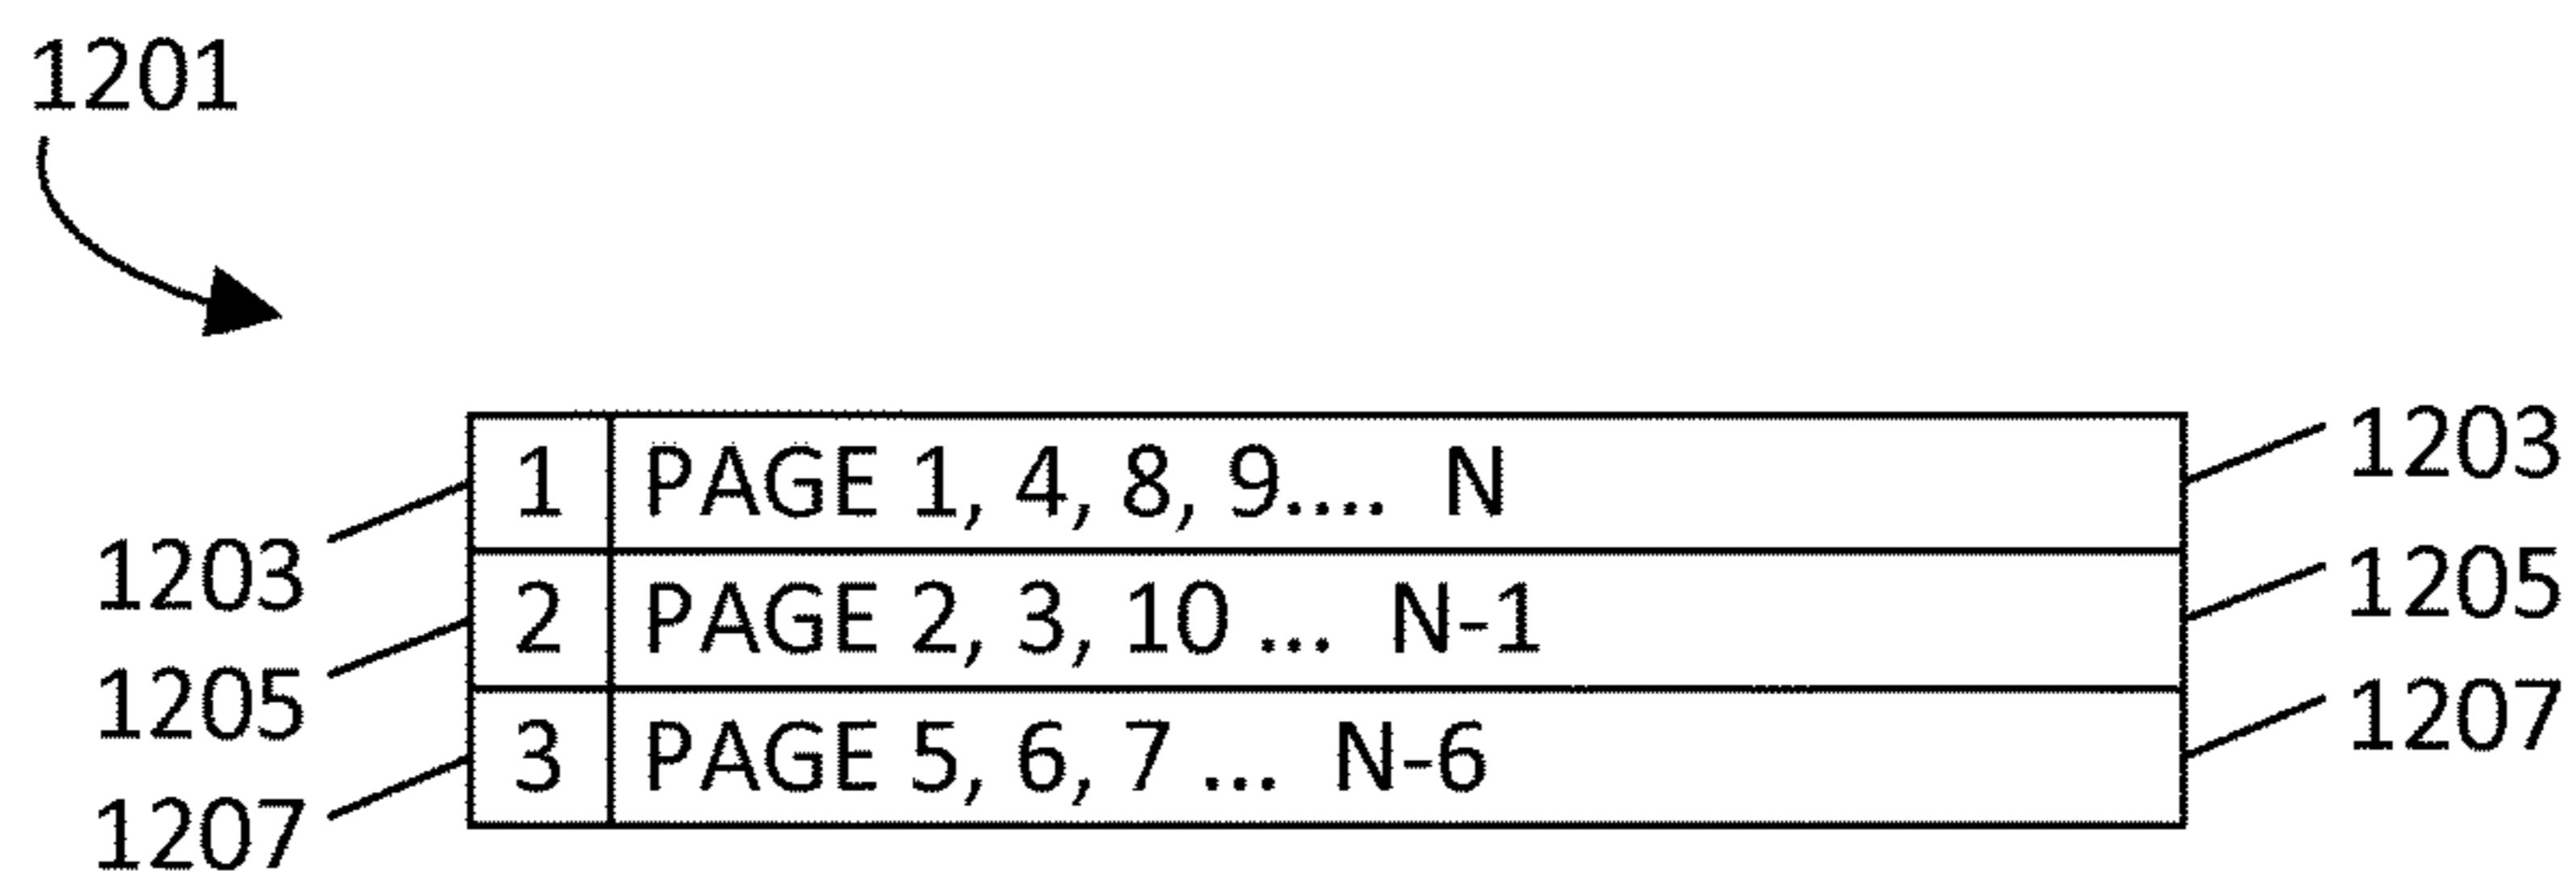 1201
1 PAGE 1, 4, 8, 9.... N 1203
1203
2 PAGE 2, 3, 10 ... N-1 1205
1205
3 PAGE 5, 6, 7 ... N-6 1207
1207